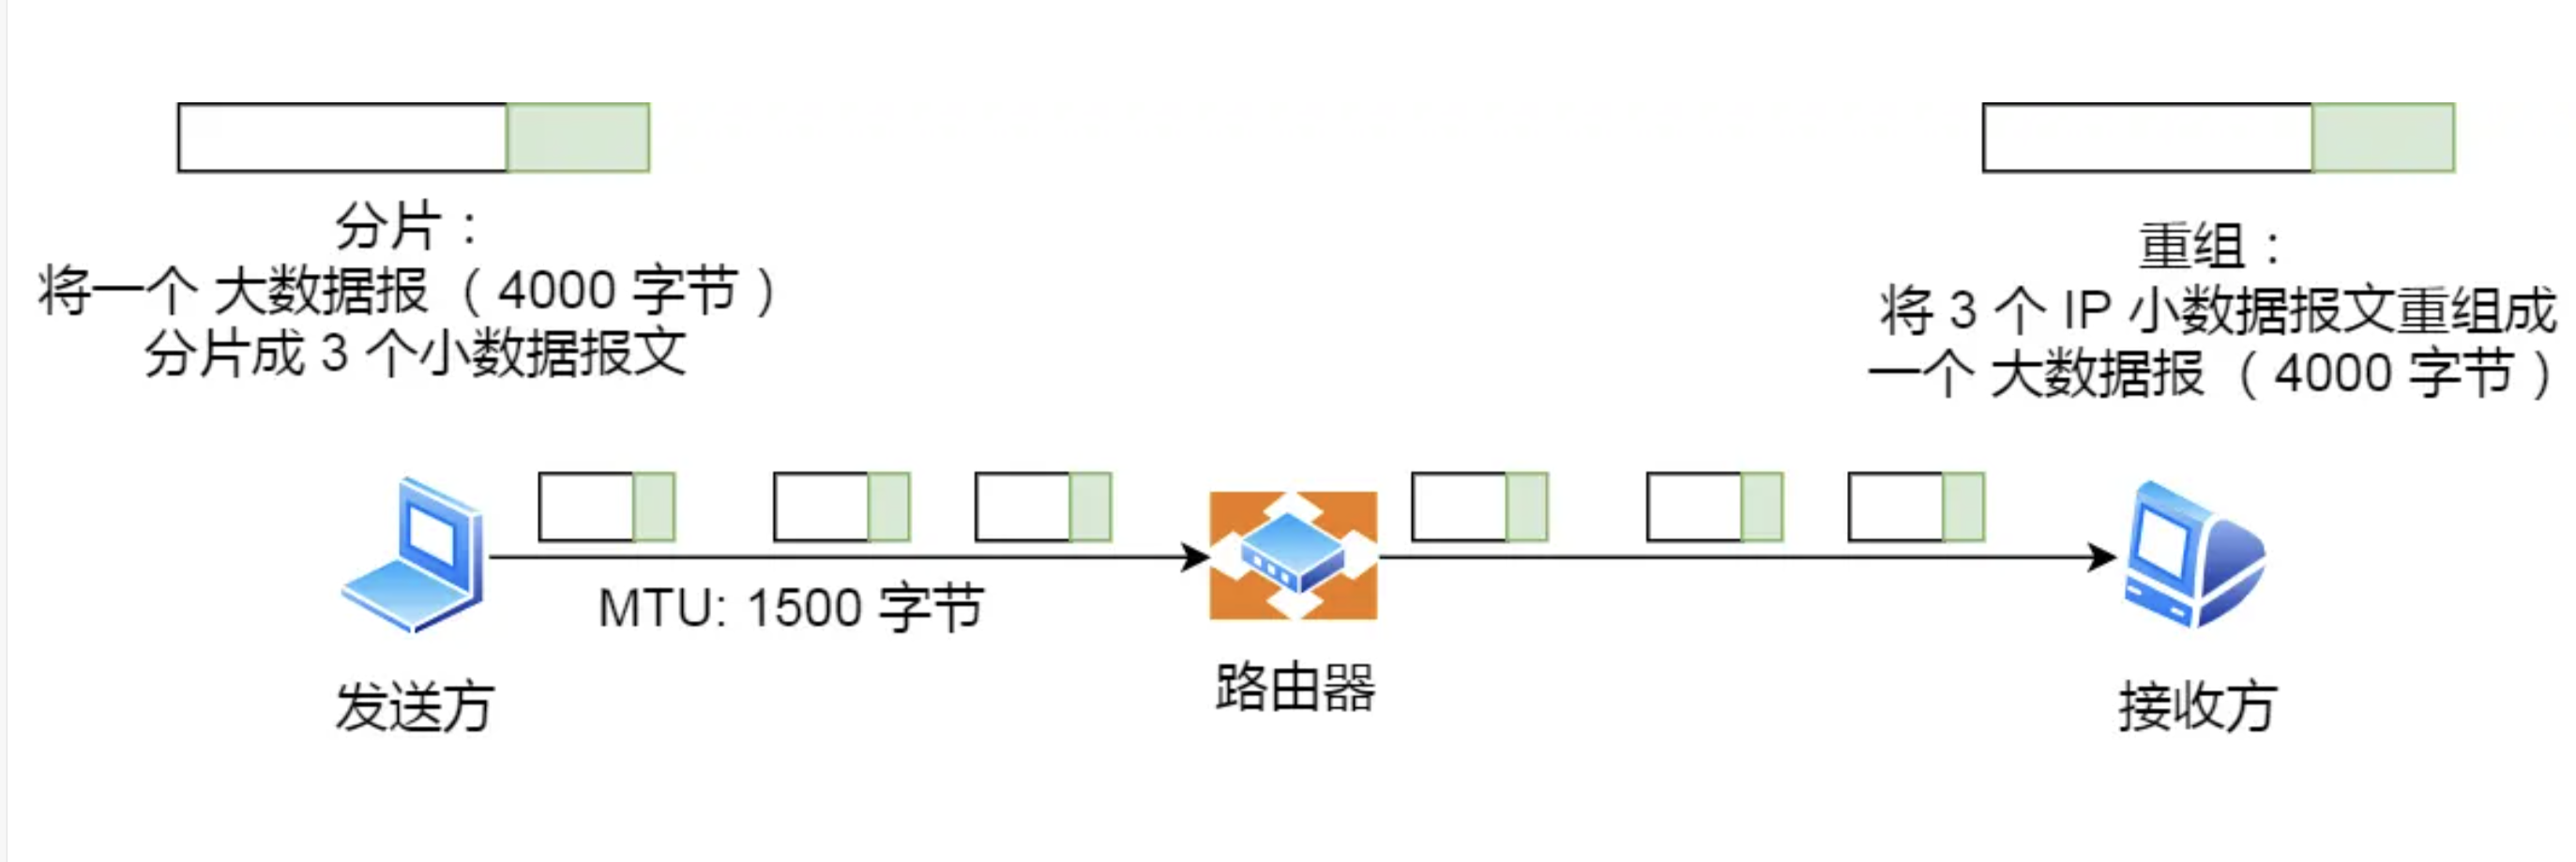 分片：
将一个 大数据报 （ 4000 字节 ）
分片成 3 个小数据报文
重组：
将 3 个 IP 小数据报文重组成
一个 大数据报 （ 4000 字节 ）
MTU: 1500 字节
发送方
路由器
接收方